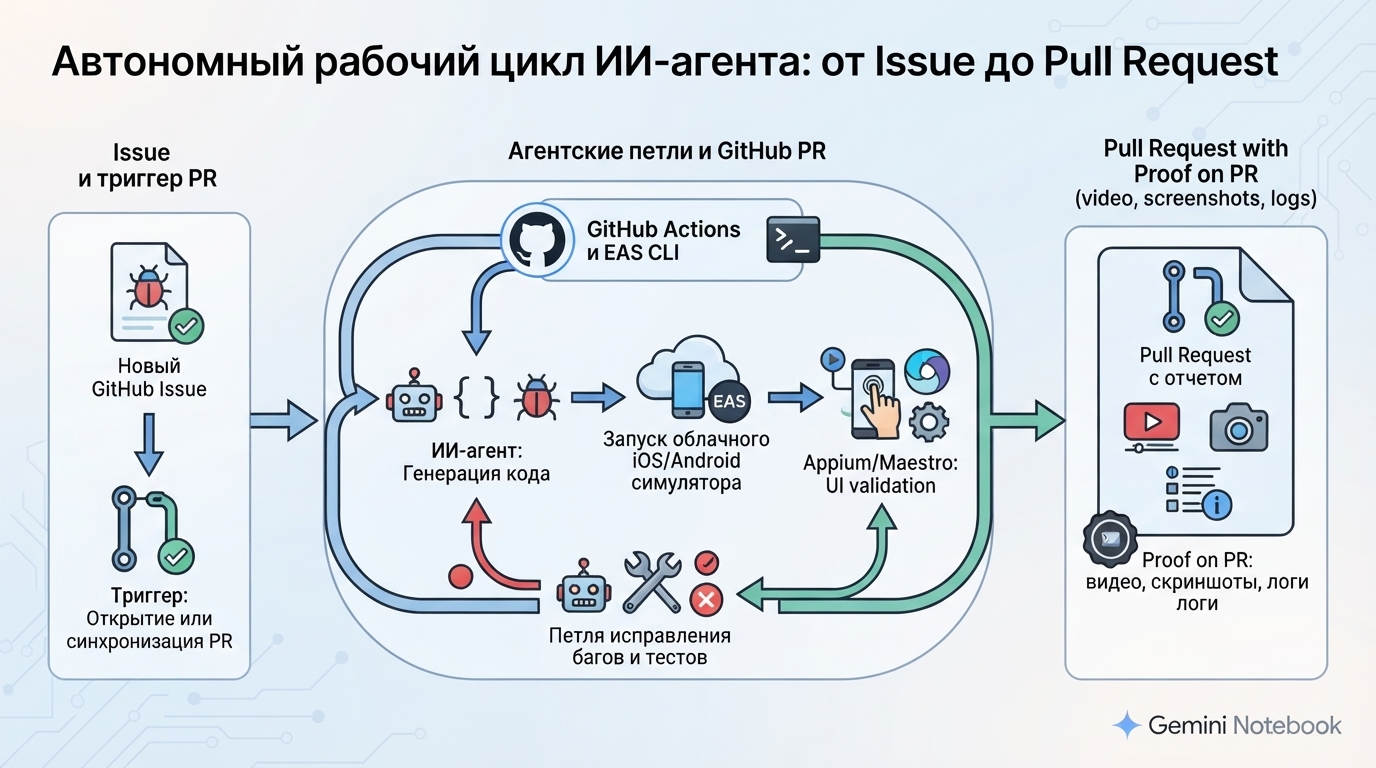 Автономный рабочий цикл ИИ-агента: от Issue до Pull Request
Issue
и триггер PR
Новый
GitHub Issue
Триггер:
Открытие или
синхронизация PR
Агентские петли и GitHub PR
GitHub Actions
и EAS CLI
ИИ-агент:
Генерация кода
EAS
Запуск облачного
iOS/Android
симулятора
Appium/Maestro:
UI validation
Петля исправления
багов и тестов
Pull Request with
Proof on PR
(video, screenshots, logs)
Pull Request
с отчетом
Proof on PR:
видео, скриншоты, логи
логи
Gemini Notebook